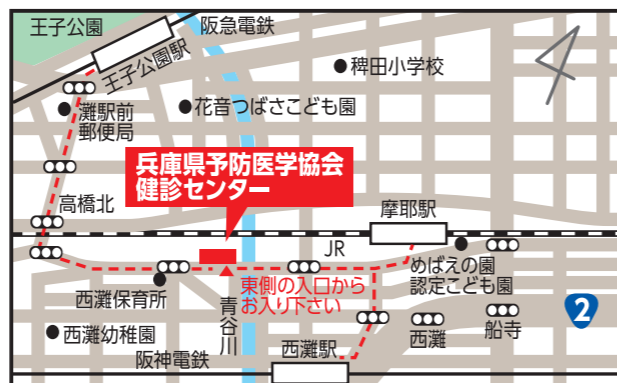 王子公園
阪急電鉄
王子公園駅
稗田小学校
灘駅前
郵便局
花音つばさこども園
兵庫県予防医学協会
健診センター
高橋北
摩耶駅
JR
めばえの園
認定こども園
東側の入口から
お入り下さい
西灘保育所
青谷川
西灘幼稚園
西灘駅
西灘
船寺
2
阪神電鉄